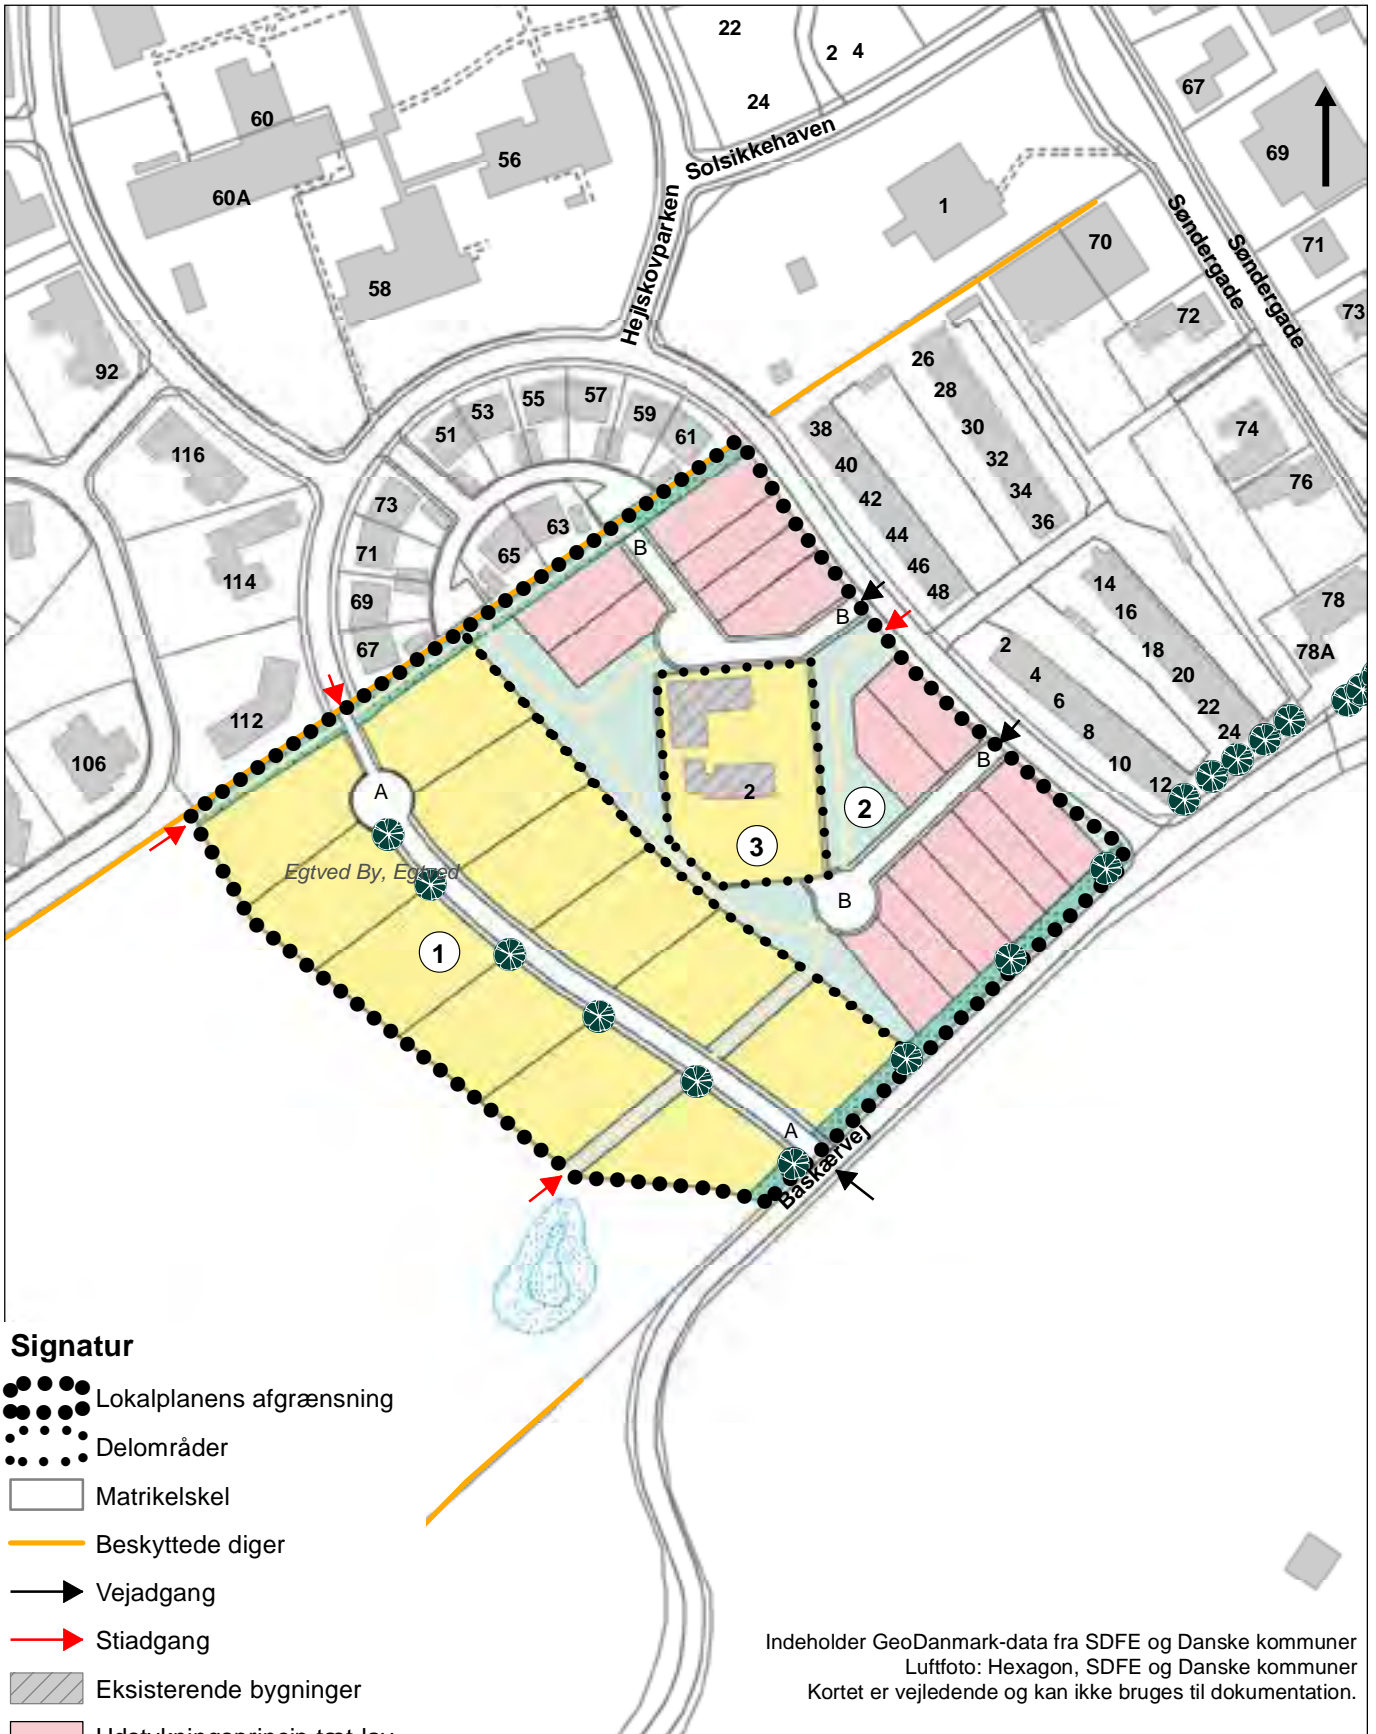 22
2 4
24
67
69
60
56
60A
Solsikkehaven
1
Søndergade
Søndergade
71
70
58
Hejlskovparken
72
73
92
26
28
38
30
32
34
36
40
42
44
46
48
74
76
51
53
55
57
59
61
116
73
71
69
67
63
65
B
114
B
14
16
18
20
22
24
78
78A
2
4
6
8
10
12
112
106
A
B
2
2
3
Egtved By, Egtved
B
1
A
Baskærvej
Signatur
Lokalplanens afgrænsning
Delområder
Matrikelskel
Beskyttede diger
Vejadgang
Stiadgang
Eksisterende bygninger
Udstykningsprincip tæt-lav
Indeholder GeoDanmark-data fra SDFE og Danske kommuner
Luftfoto: Hexagon, SDFE og Danske kommuner
Kortet er vejledende og kan ikke bruges til dokumentation.